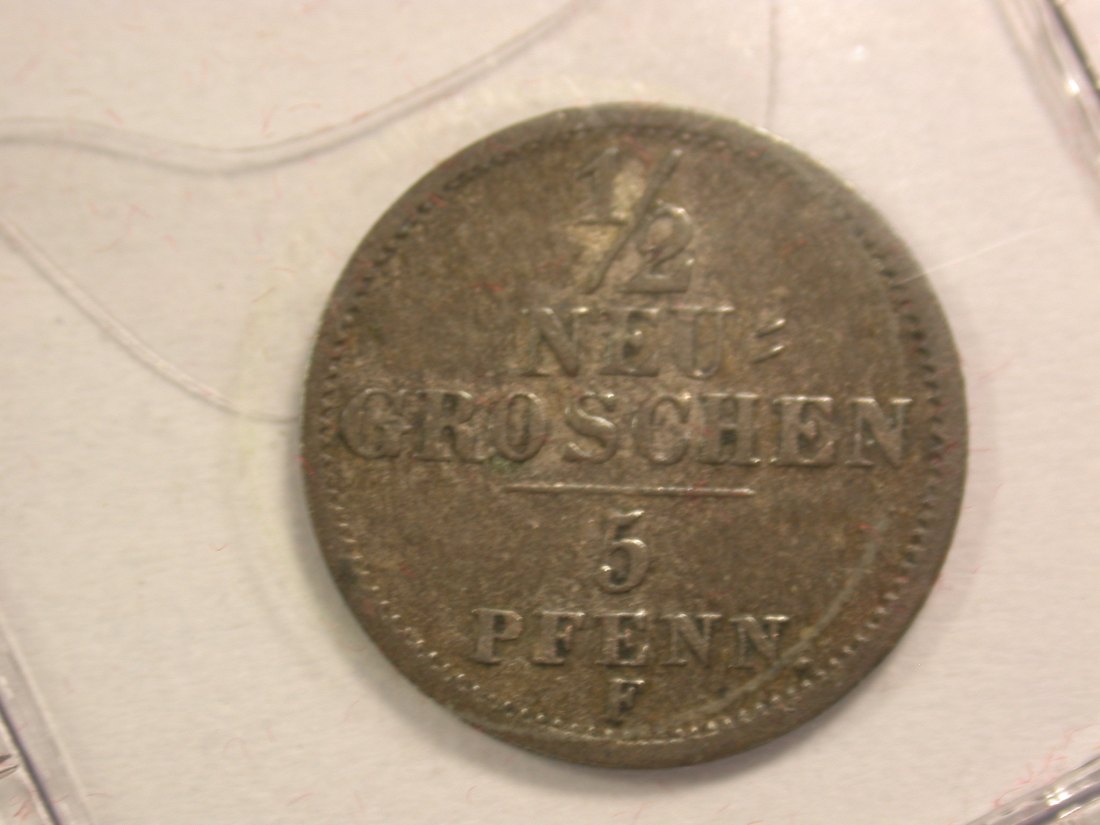 1/2
NEU=
GROSCHEN
5
PFENN
F